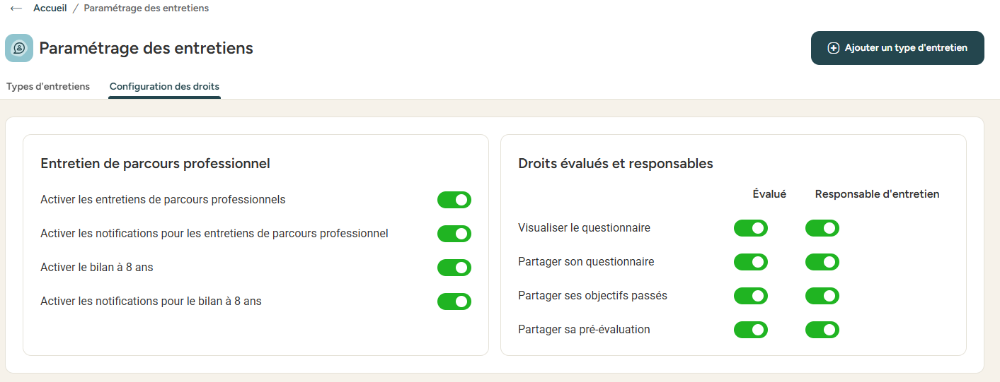 Accueil / Paramétrage des entretiens
Paramétrage des entretiens
Ajouter un type d'entretien
Types d'entretiens
Configuration des droits
Entretien de parcours professionnel
Activer les entretiens de parcours professionnels
Activer les notifications pour les entretiens de parcours professionnel
Activer le bilan à 8 ans
Activer les notifications pour le bilan à 8 ans
Droits évalués et responsables
Évalué
Responsable d'entretien
Visualiser le questionnaire
Partager son questionnaire
Partager ses objectifs passés
Partager sa pré-évaluation